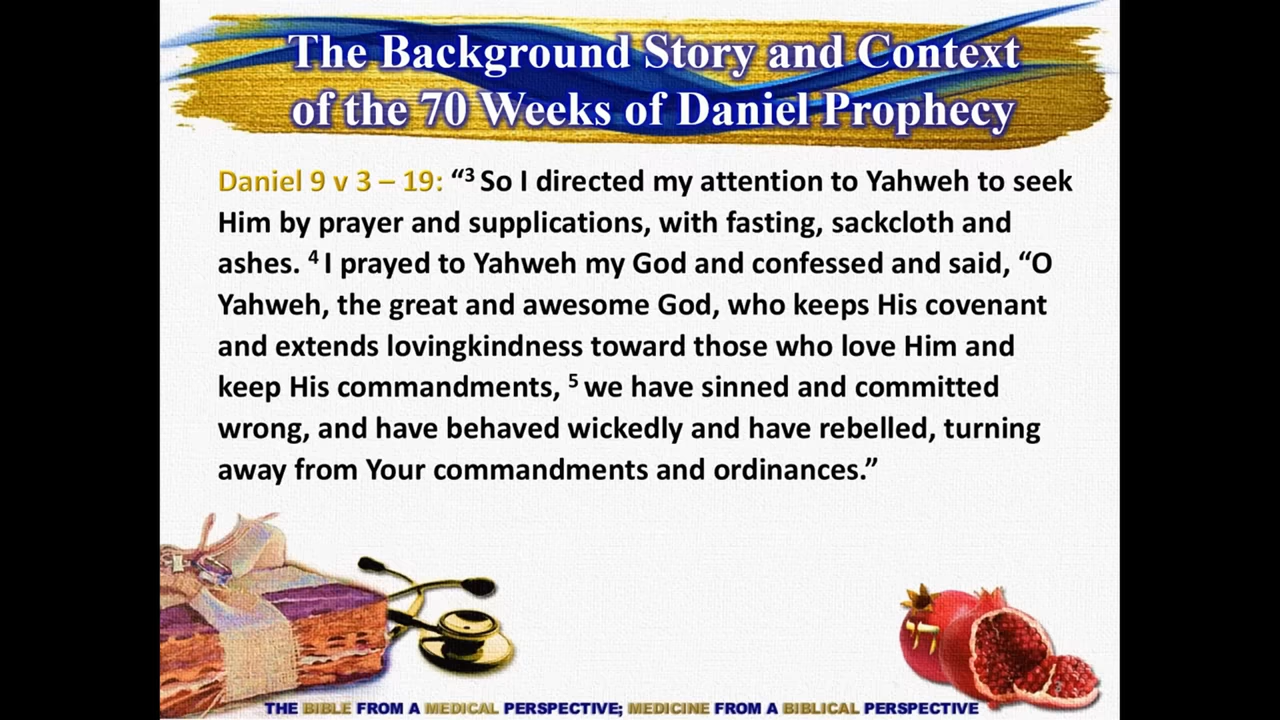 The Background Story and Context
of the 70 Weeks of Daniel Prophecy
Daniel 9 v 3 – 19: “³ So I directed my attention to Yahweh to seek
Him by prayer and supplications, with fasting, sackcloth and
ashes. ⁴ I prayed to Yahweh my God and confessed and said, “O
Yahweh, the great and awesome God, who keeps His covenant
and extends lovingkindness toward those who love Him and
keep His commandments, ⁵ we have sinned and committed
wrong, and have behaved wickedly and have rebelled, turning
away from Your commandments and ordinances.”
חי
THE BIBLE FROM A MEDICAL PERSPECTIVE; MEDICINE FROM A BIBLICAL PERSPECTIVE